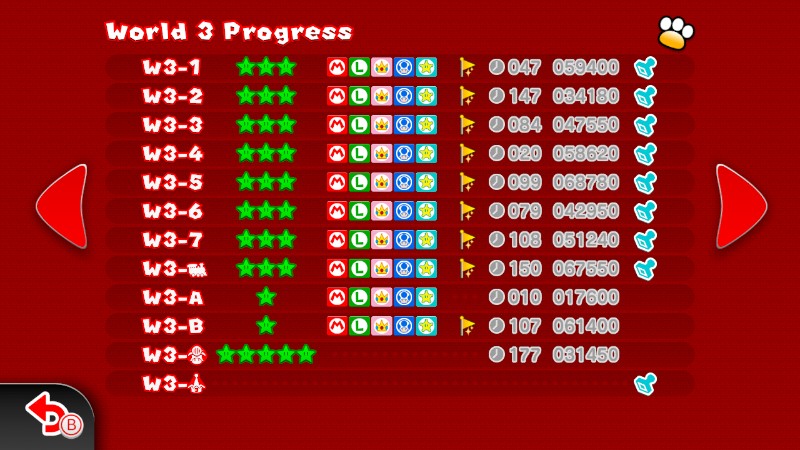 World 3 Progress
W3-1 M L 047 059400
W3-2 M L 147 034180
W3-3 M L 084 047550
W3-4 M L 020 058620
W3-5 M L 099 068780
W3-6 M L 079 042950
W3-7 M L 108 051240
W3- M L 150 067550
W3-A M L 010 017600
W3-B M L 107 061400
W3- 177 031450
W3-
B